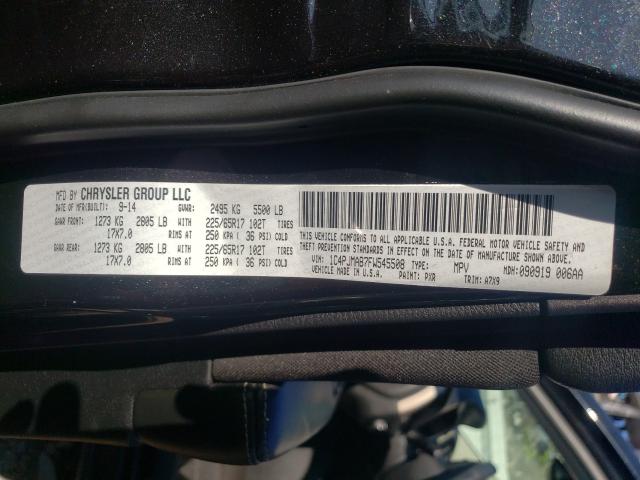 MFD BY CHRYSLER GROUP LLC
DATE OF MFR(BUILT): 9-14 GVWR: 2495 KG 5500 LB
GAWR FRONT: 1273 KG 2805 LB WITH 225/65R17 102T TIRES
17X7.0 RIMS AT 250 KPA ( 36 PSI) COLD
GAWR REAR: 1273 KG 2805 LB WITH 225/65R17 102T TIRES
17X7.0 RIMS AT 250 KPA ( 36 PSI) COLD
THIS VEHICLE CONFORMS TO ALL APPLICABLE U.S.A. FEDERAL MOTOR VEHICLE SAFETY AND
THEFT PREVENTION STANDARDS IN EFFECT ON THE DATE OF MANUFACTURE SHOWN ABOVE.
VIN: 1C4PJMAB7FW545508 TYPE: MPV MDH: 090919 006AA
VEHICLE MADE IN U.S.A. PAINT: PXR TRIM: A7X9